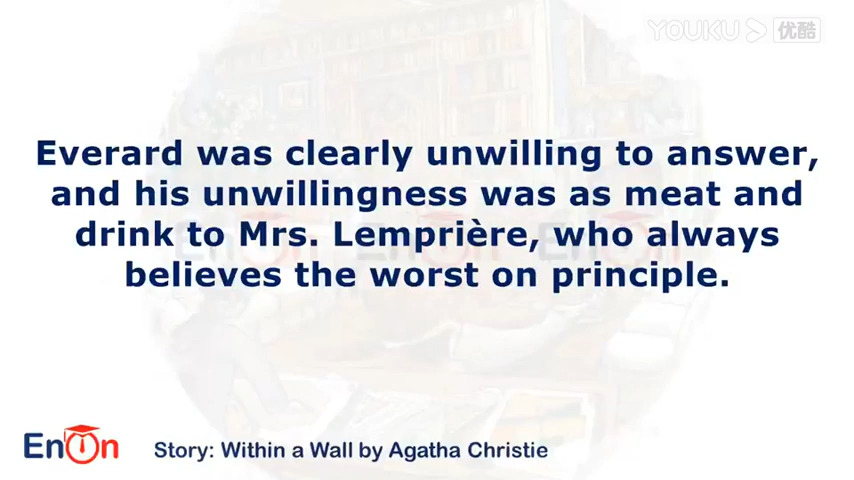 YOUKU 优酷
Everard was clearly unwilling to answer,
and his unwillingness was as meat and
drink to Mrs. Lemprière, who always
believes the worst on principle.
EnOn
Story: Within a Wall by Agatha Christie